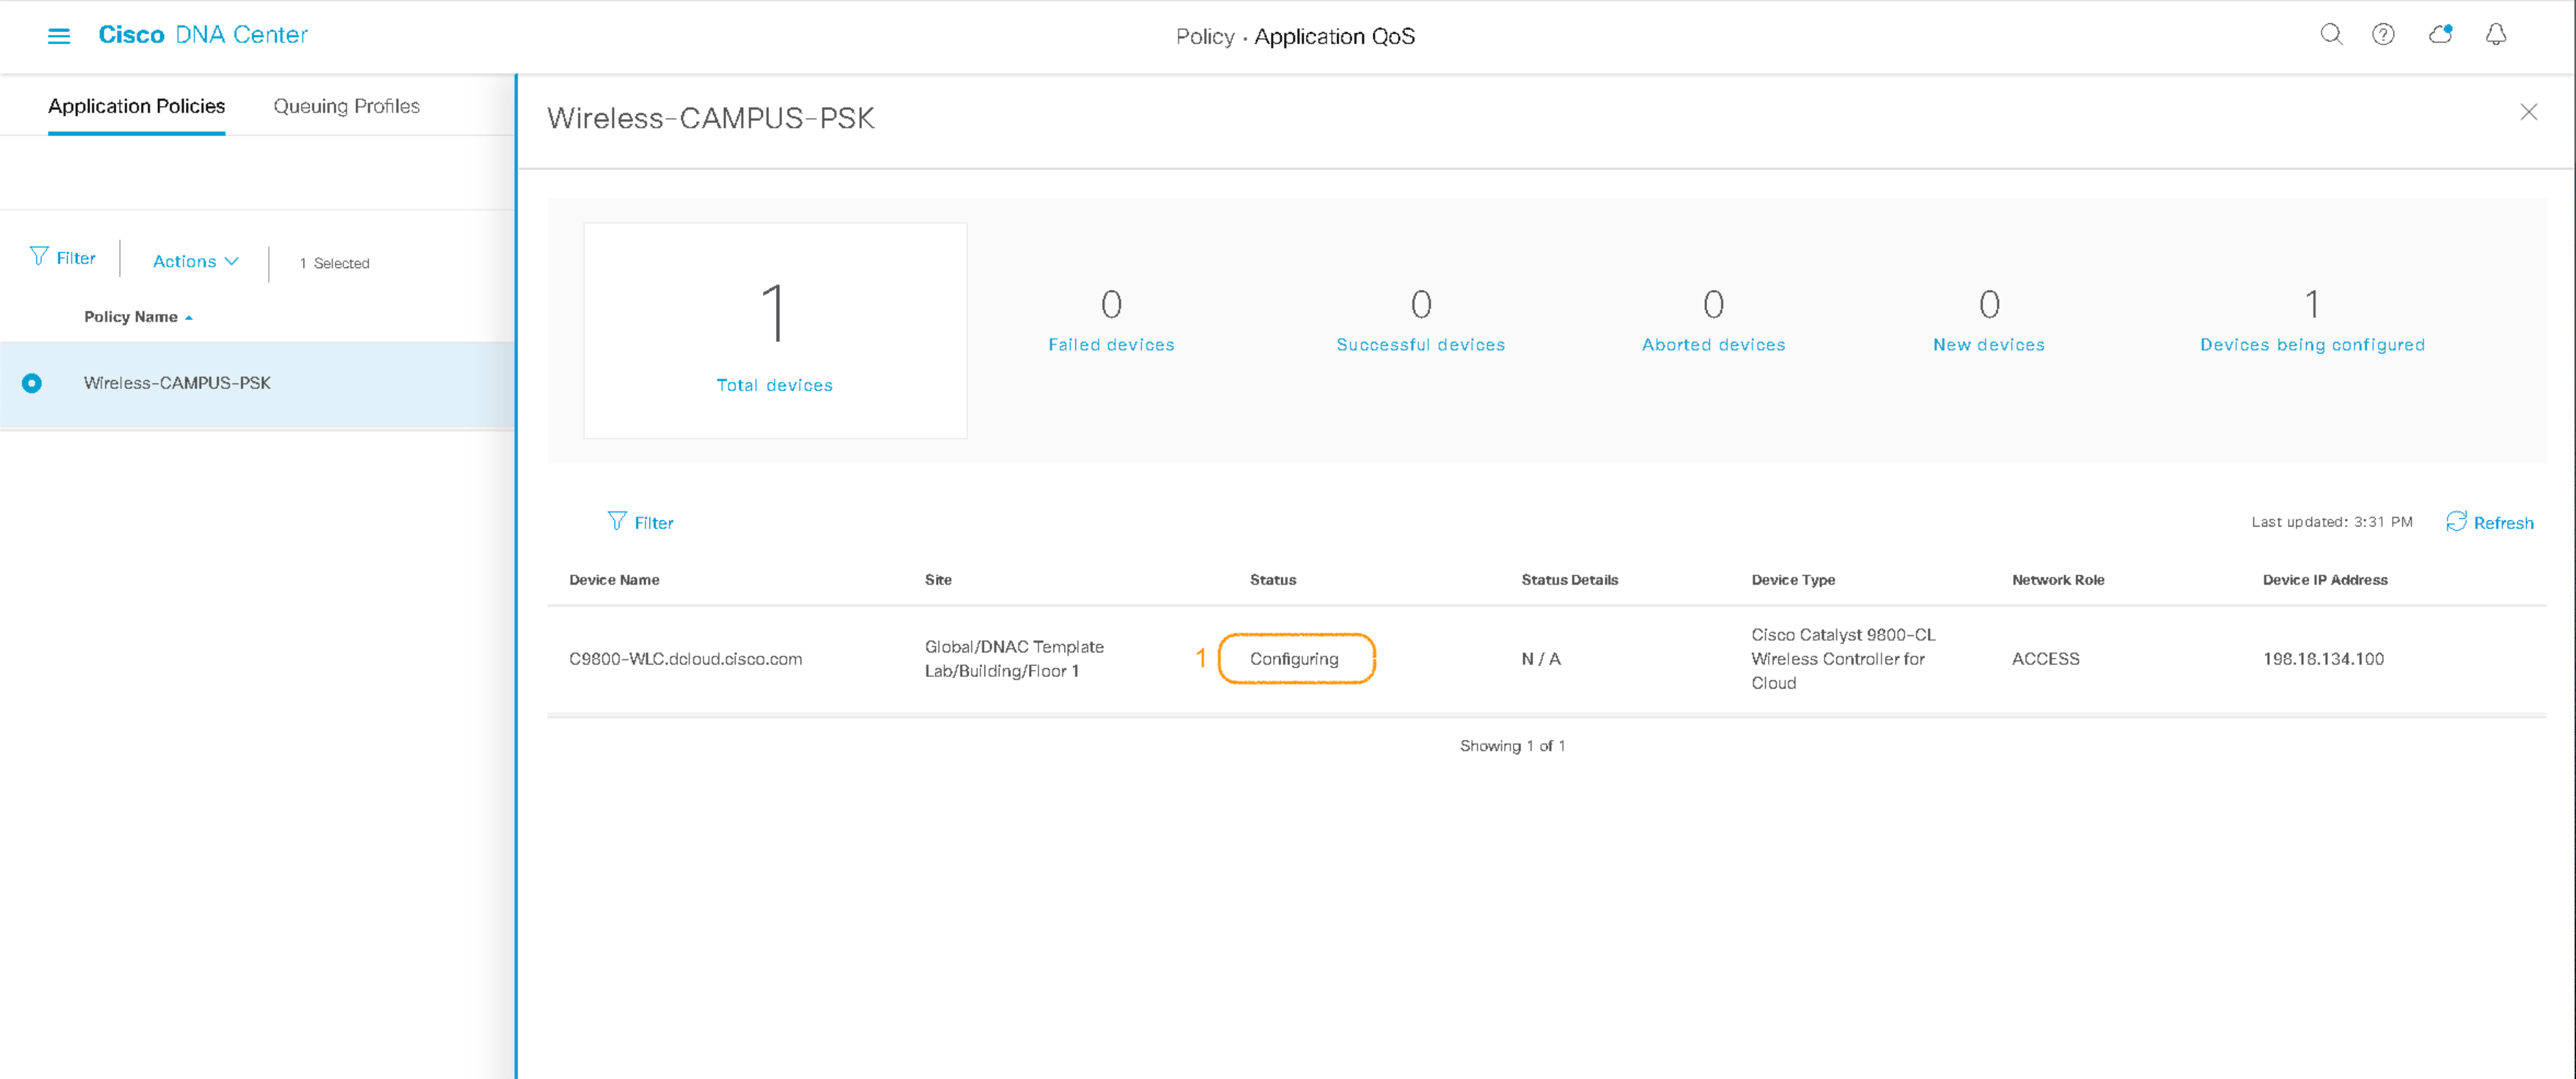 Cisco DNA Center
Policy · Application QoS
Application Policies
Queuing Profiles
Filter
Actions
1 Selected
Policy Name
Wireless-CAMPUS-PSK
Wireless-CAMPUS-PSK
1
Total devices
0
Failed devices
0
Successful devices
0
Aborted devices
0
New devices
1
Devices being configured
Filter
Last updated: 3:31 PM
Refresh
Device Name
Site
Status
Status Details
Device Type
Network Role
Device IP Address
C9800-WLC.dcloud.cisco.com
Global/DNAC Template
Lab/Building/Floor 1
1
Configuring
N / A
Cisco Catalyst 9800-CL
Wireless Controller for
Cloud
ACCESS
198.18.134.100
Showing 1 of 1